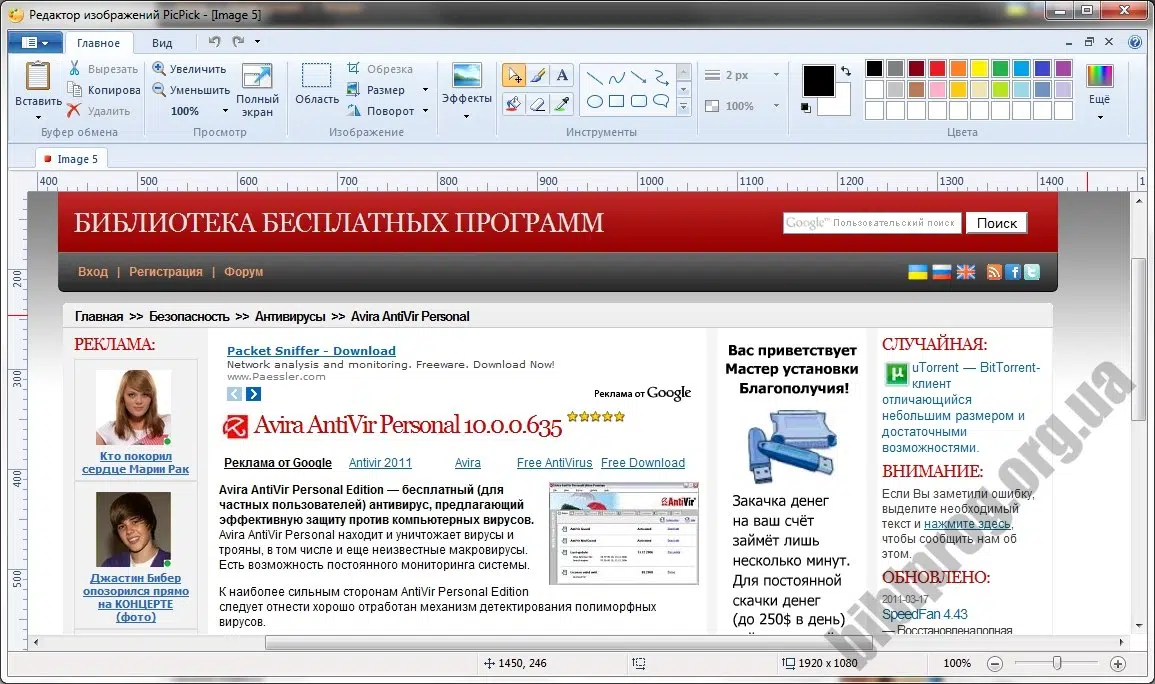 Редактор изображений PicPick - [Image 5]
Главное Вид
Вставить
Вырезать
Копирова
Удалить
Буфер обмена
Увеличить
Уменьшить
100%
Полный
экран
Просмотр
Область
Обрезка
Размер
Поворот
Изображение
Эффекты
A
Инструменты
2 px
100%
Цвета
Ещё
Image 5
400 500 600 700 800 900 1000 1100 1200 1300 1400 1
200
300
400
500
БИБЛИОТЕКА БЕСПЛАТНЫХ ПРОГРАММ
Google™ Пользовательский поиск Поиск
Вход | Регистрация | Форум
Главная >> Безопасность >> Антивирусы >> Avira AntiVir Personal
РЕКЛАМА:
Кто покорил
сердце Марии Рак
Джастин Бибер
опозорился прямо
на КОНЦЕРТЕ
(фото)
Packet Sniffer - Download
Network analysis and monitoring. Freeware. Download Now!
www.Paessler.com
Реклама от Google
Avira AntiVir Personal 10.0.0.635
Реклама от Google Antivir 2011 Avira Free AntiVirus Free Download
Avira AntiVir Personal Edition — бесплатный (для
частных пользователей) антивирус, предлагающий
эффективную защиту против компьютерных вирусов.
Avira AntiVir Personal находит и уничтожает вирусы и
трояны, в том числе и еще неизвестные макровирусы.
Есть возможность постоянного мониторинга системы.
AntiVir
К наиболее сильным сторонам AntiVir Personal Edition
следует отнести хорошо отработан механизм детектирования полиморфных
вирусов.
Вас приветствует
Мастер установки
Благополучия!
Закачка денег
на ваш счёт
займёт лишь
несколько минут.
Для постоянной
скачки денег
(до 250$ в день)
СЛУЧАЙНАЯ:
uTorrent — BitTorrent-
клиент
отличающийся
небольшим размером и
достаточными
возможностями.
ВНИМАНИЕ:
Если Вы заметили ошибку,
выделите необходимый
текст и нажмите здесь,
чтобы сообщить нам об
этом.
ОБНОВЛЕНО:
2011-03-17
SpeedFan 4.43
— Восстановленаполная
biblprog.org.ua
1450, 246
1920 x 1080
100%